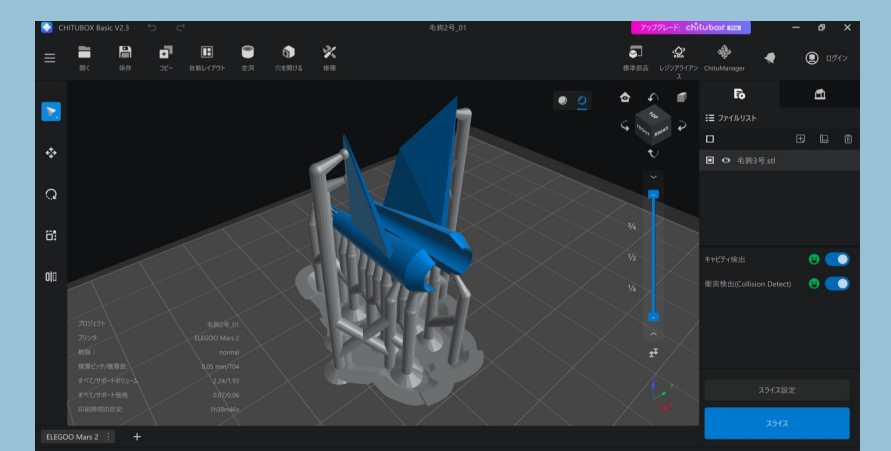 CHITUBOX Basic V2.3
毛鉤2号_01
アップグレード: chitubox Pro
開く
保存
コピー
自動レイアウト
空洞
穴を開ける
修理
標準部品
レジンアライアンス
ChituManager
ログイン
TOP
FRONT
RIGHT
ファイルリスト
毛鉤3号.stl
3/4
1/2
1/4
キャビティ検出
衝突検出(Collision Detect)
プロジェクト 毛鉤2号_01
プリンタ: ELEGOO Mars 2
樹脂: normal
積層ピッチ/積層数: 0.05 mm/704
すべて/サポートボリューム 2.24/1.93
すべて/サポート価格 0.07/0.06
印刷時間の目安: 1h38m46s
スライス設定
スライス
ELEGOO Mars 2